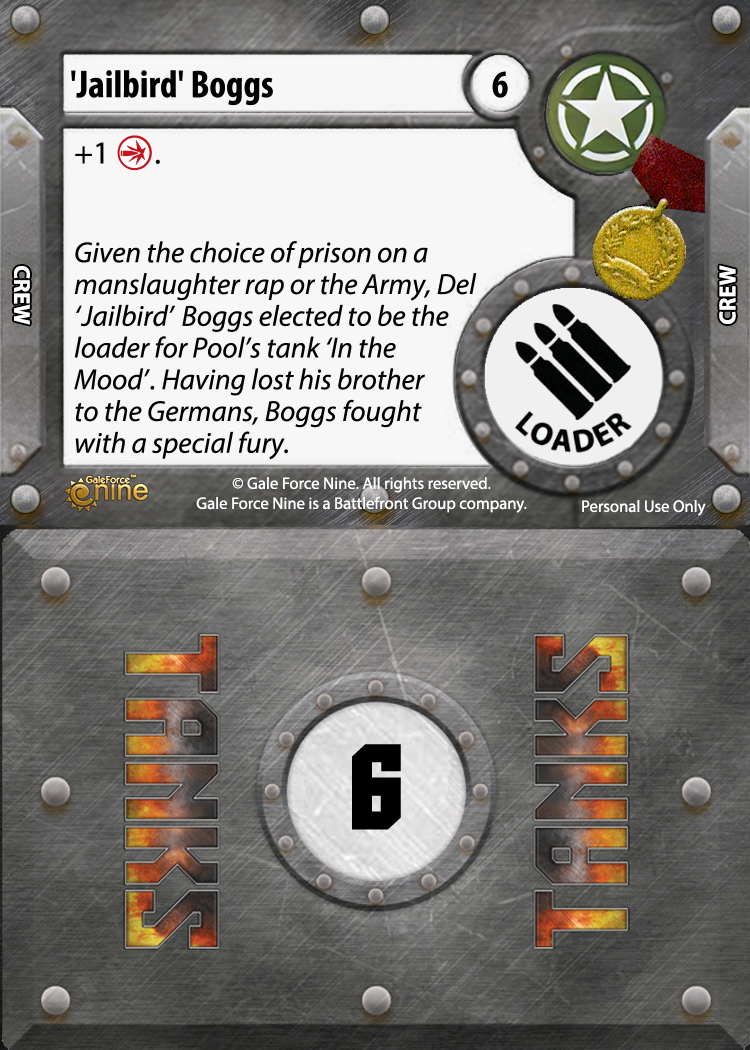 'Jailbird' Boggs
6
+1 .
Given the choice of prison on a
manslaughter rap or the Army, Del
‘Jailbird’ Boggs elected to be the
loader for Pool’s tank ‘In the
Mood’. Having lost his brother
to the Germans, Boggs fought
with a special fury.
CREW
CREW
LOADER
GaleForce™
nine
© Gale Force Nine. All rights reserved.
Gale Force Nine is a Battlefront Group company.
Personal Use Only
TANKS
6
TANKS